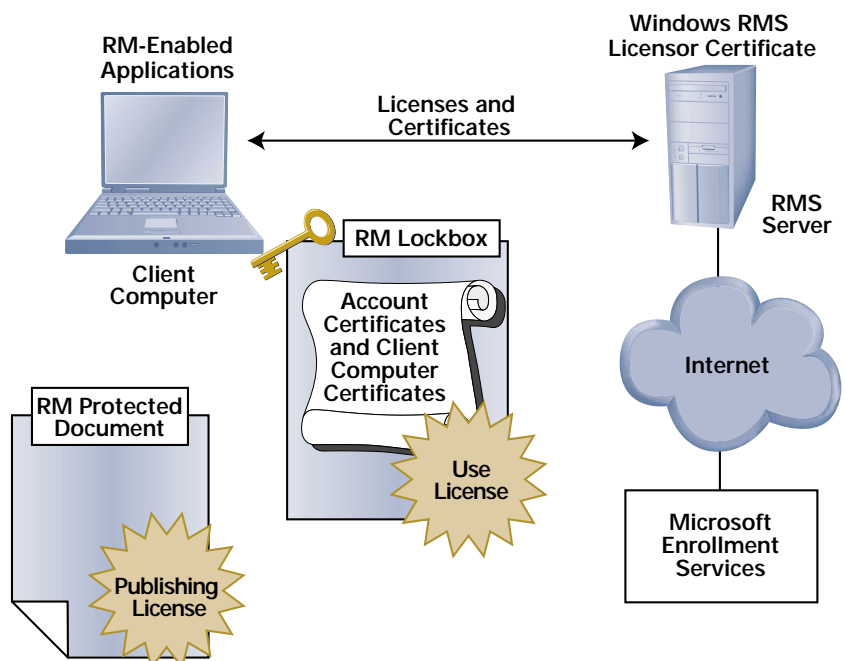 RM-Enabled
Applications
Windows RMS
Licensor Certificate
Licenses and
Certificates
RMS
Server
Client
Computer
RM Lockbox
Account
Certificates
and Client
Computer
Certificates
Use
License
Internet
RM Protected
Document
Publishing
License
Microsoft
Enrollment
Services